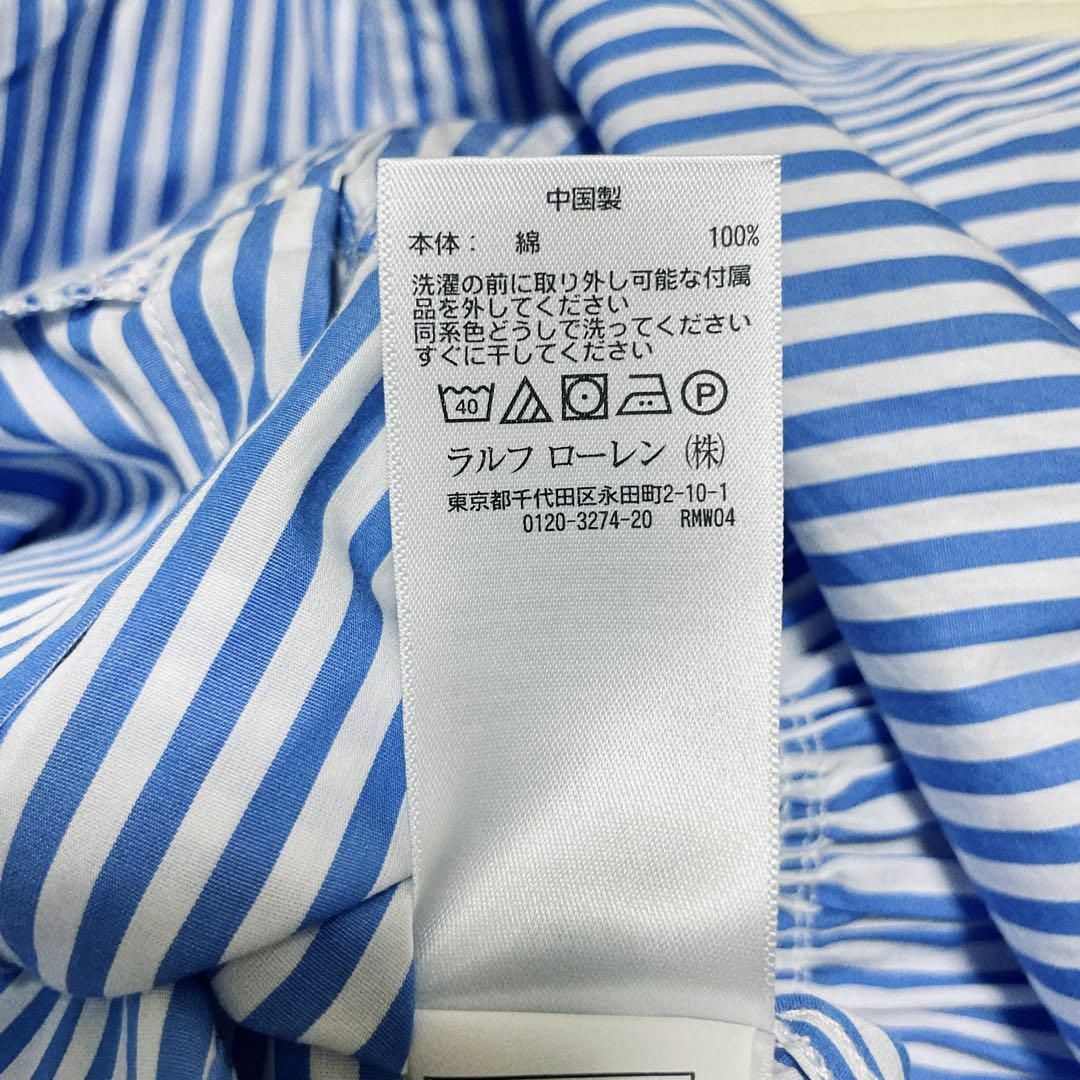 中国製
本体： 綿 100%
洗濯の前に取り外し可能な付属
品を外してください
同系色どうしで洗ってください
すぐに干してください
40 P
ラルフ ローレン (株)
東京都千代田区永田町2-10-1
0120-3274-20 RMW04